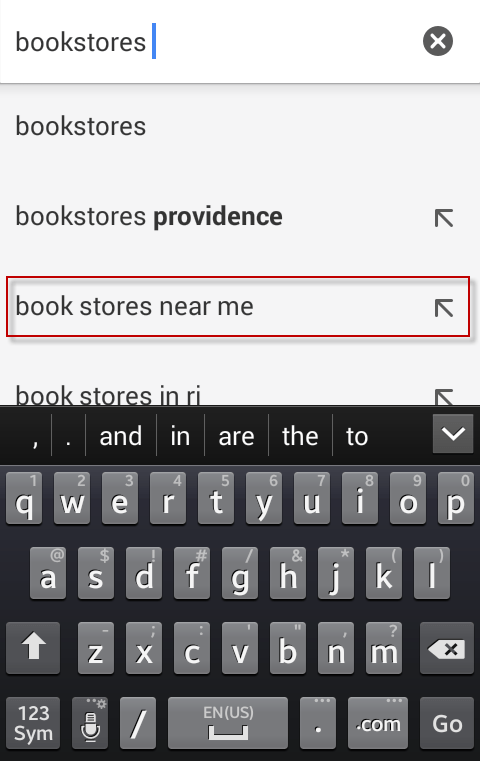 bookstores
bookstores
bookstores providence
book stores near me
book stores in ri
, . and in are the to
1 2 3 4 5 6 7 8 9 0
q w e r t y u i o p
@ $ ! # / & * ( )
a s d f g h j k l
- ; : ' " , ?
z x c v b n m
123 EN(US)
Sym / . .com Go